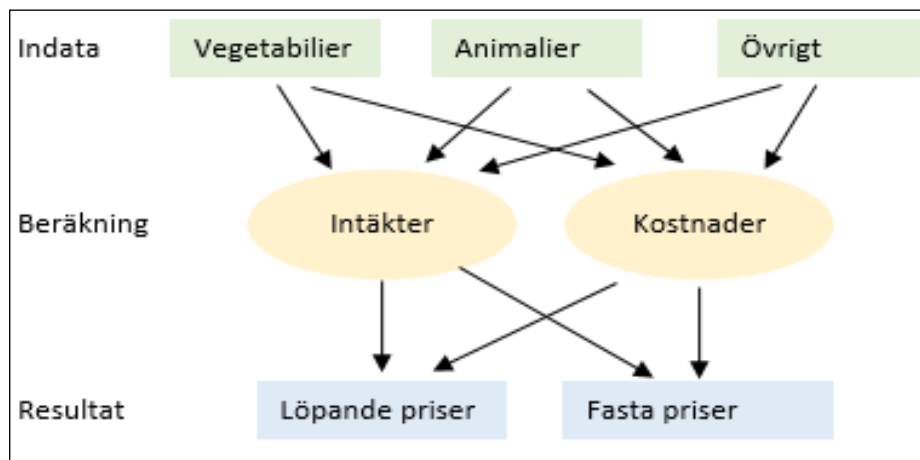 Indata Vegetabilier Animalier Övrigt
Beräkning Intäkter Kostnader
Resultat Löpande priser Fasta priser